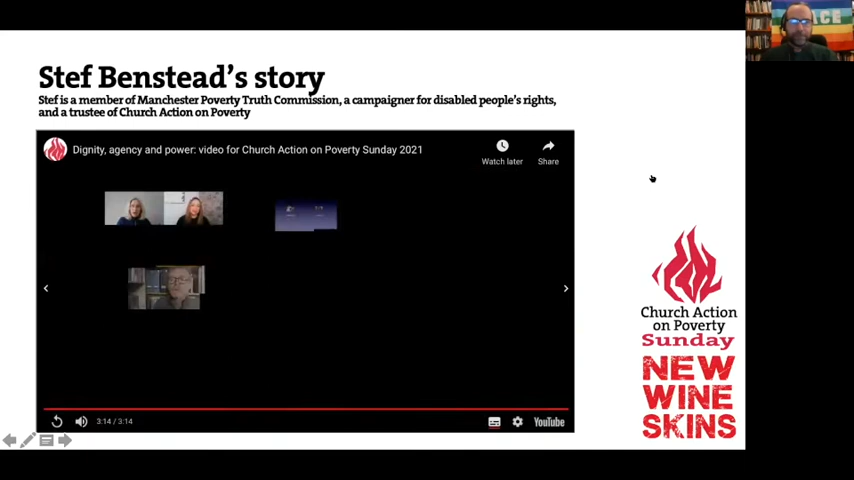 Stef Benstead's story
Stef is a member of Manchester Poverty Truth Commission, a campaigner for disabled people's rights,
and a trustee of Church Action on Poverty
Dignity, agency and power: video for Church Action on Poverty Sunday 2021
Watch later
Share
3:14 / 3:14
YouTube
Church Action
on Poverty
Sunday
NEW
WINE
SKINS
ACE